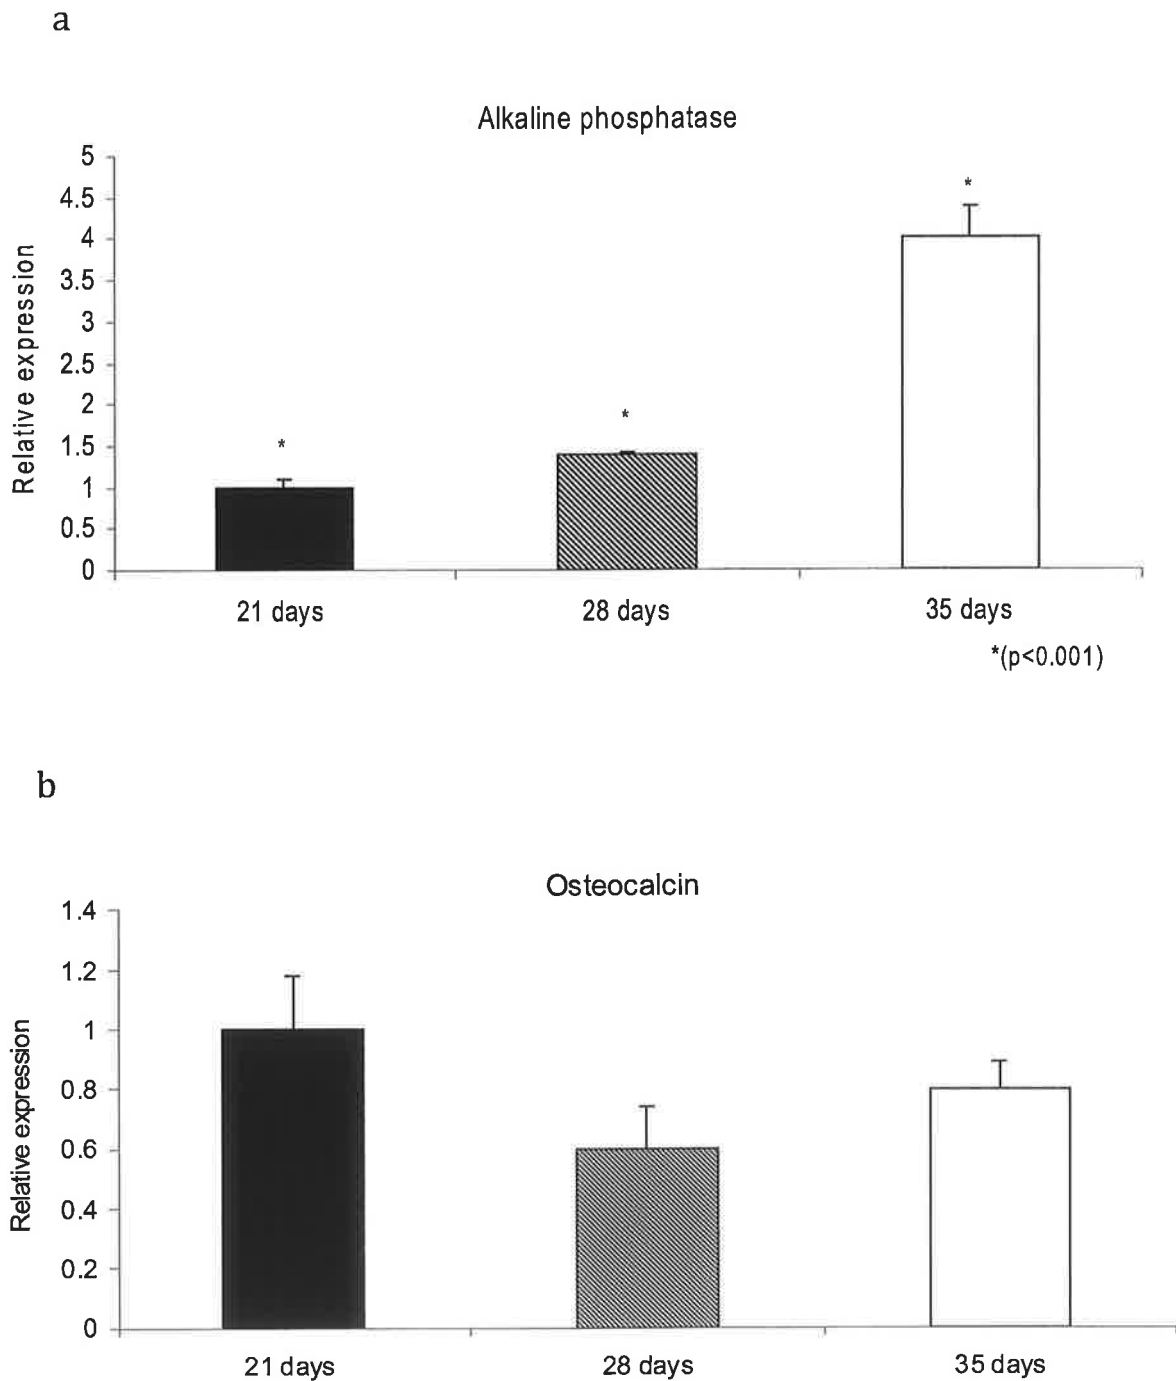 a
Alkaline phosphatase
Relative expression
5
4.5
4
3.5
3
2.5
2
1.5
1
0.5
0
*
*
*
21 days
28 days
35 days
*(p<0.001)
b
Osteocalcin
Relative expression
1.4
1.2
1
0.8
0.6
0.4
0.2
0
21 days
28 days
35 days